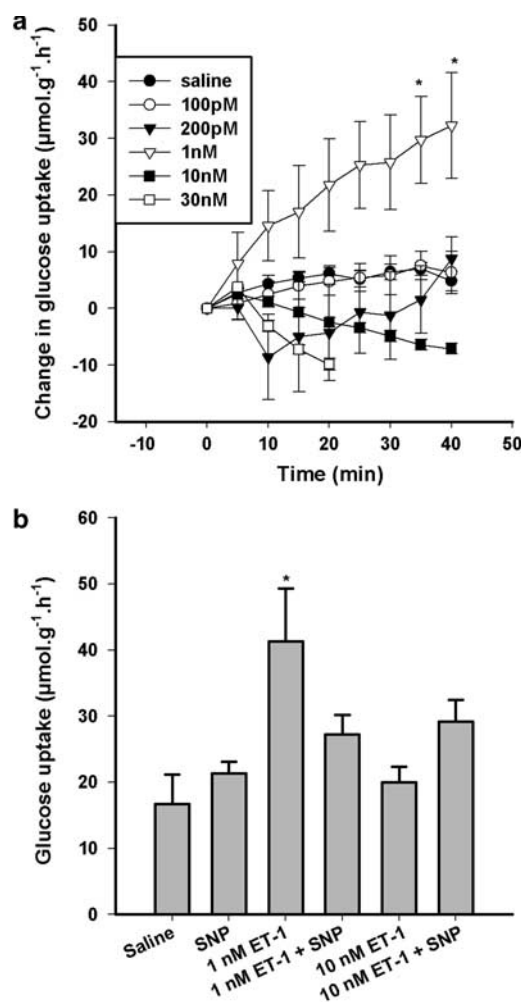 a
Change in glucose uptake (µmol.g⁻¹.h⁻¹)
50
40
30
20
10
0
-10
-20
saline
100pM
200pM
1nM
10nM
30nM
* *
-10 0 10 20 30 40 50
Time (min)
b
Glucose uptake (µmol.g⁻¹.h⁻¹)
60
50
40
30
20
10
0
*
Saline
SNP
1 nM ET-1
1 nM ET-1 + SNP
10 nM ET-1
10 nM ET-1 + SNP